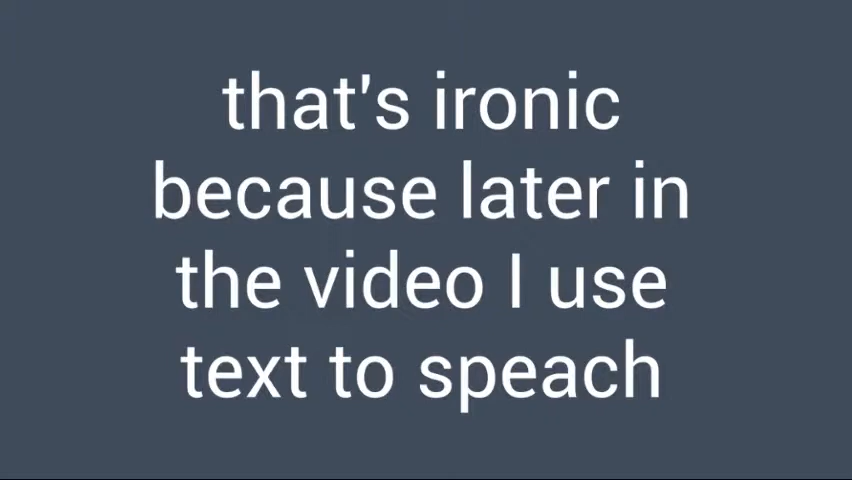 that's ironic
because later in
the video I use
text to speach